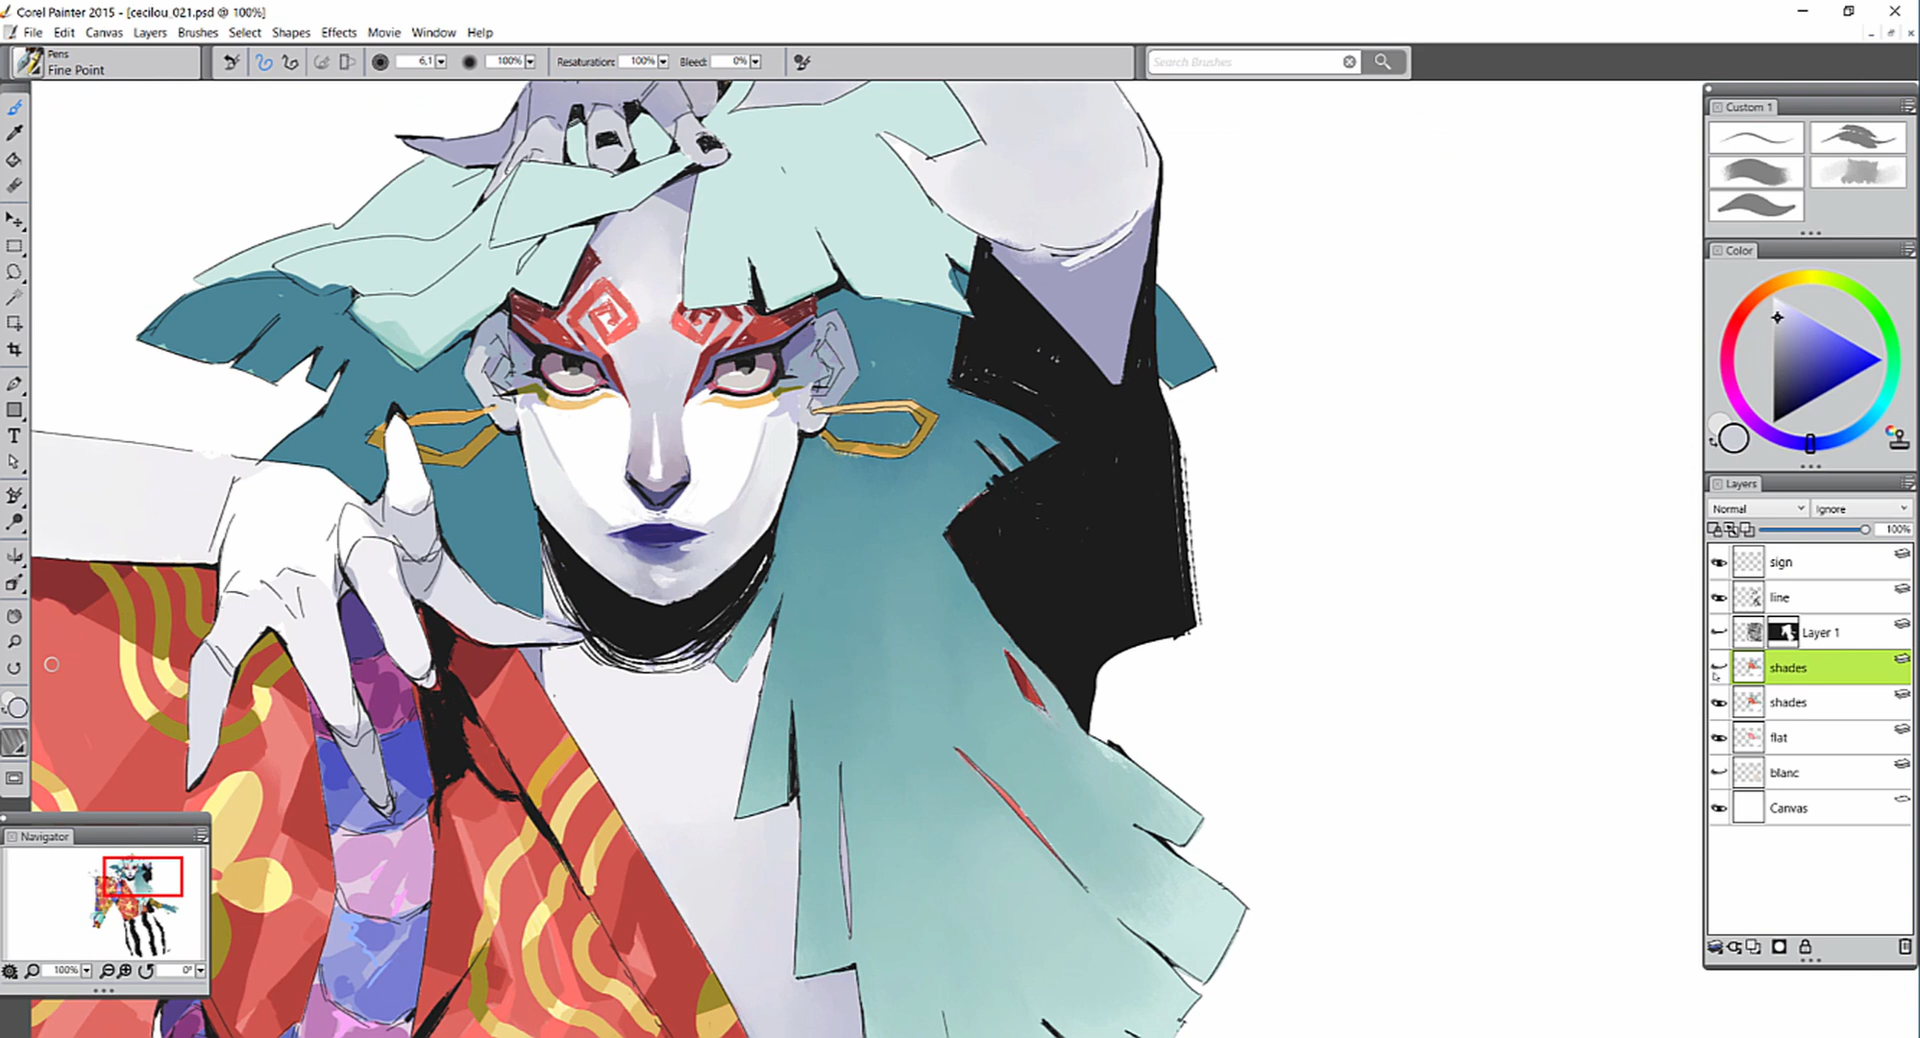 Corel Painter 2015 - [cecilou_021.psd @ 100%]
File Edit Canvas Layers Brushes Select Shapes Effects Movie Window Help
Pens
Fine Point
6,1
100%
Resaturation: 100%
Bleed: 0%
Search Brushes
Custom 1
Color
Layers
Normal
Ignore
100%
sign
line
Layer 1
shades
shades
flat
blanc
Canvas
T
Navigator
100%
0°